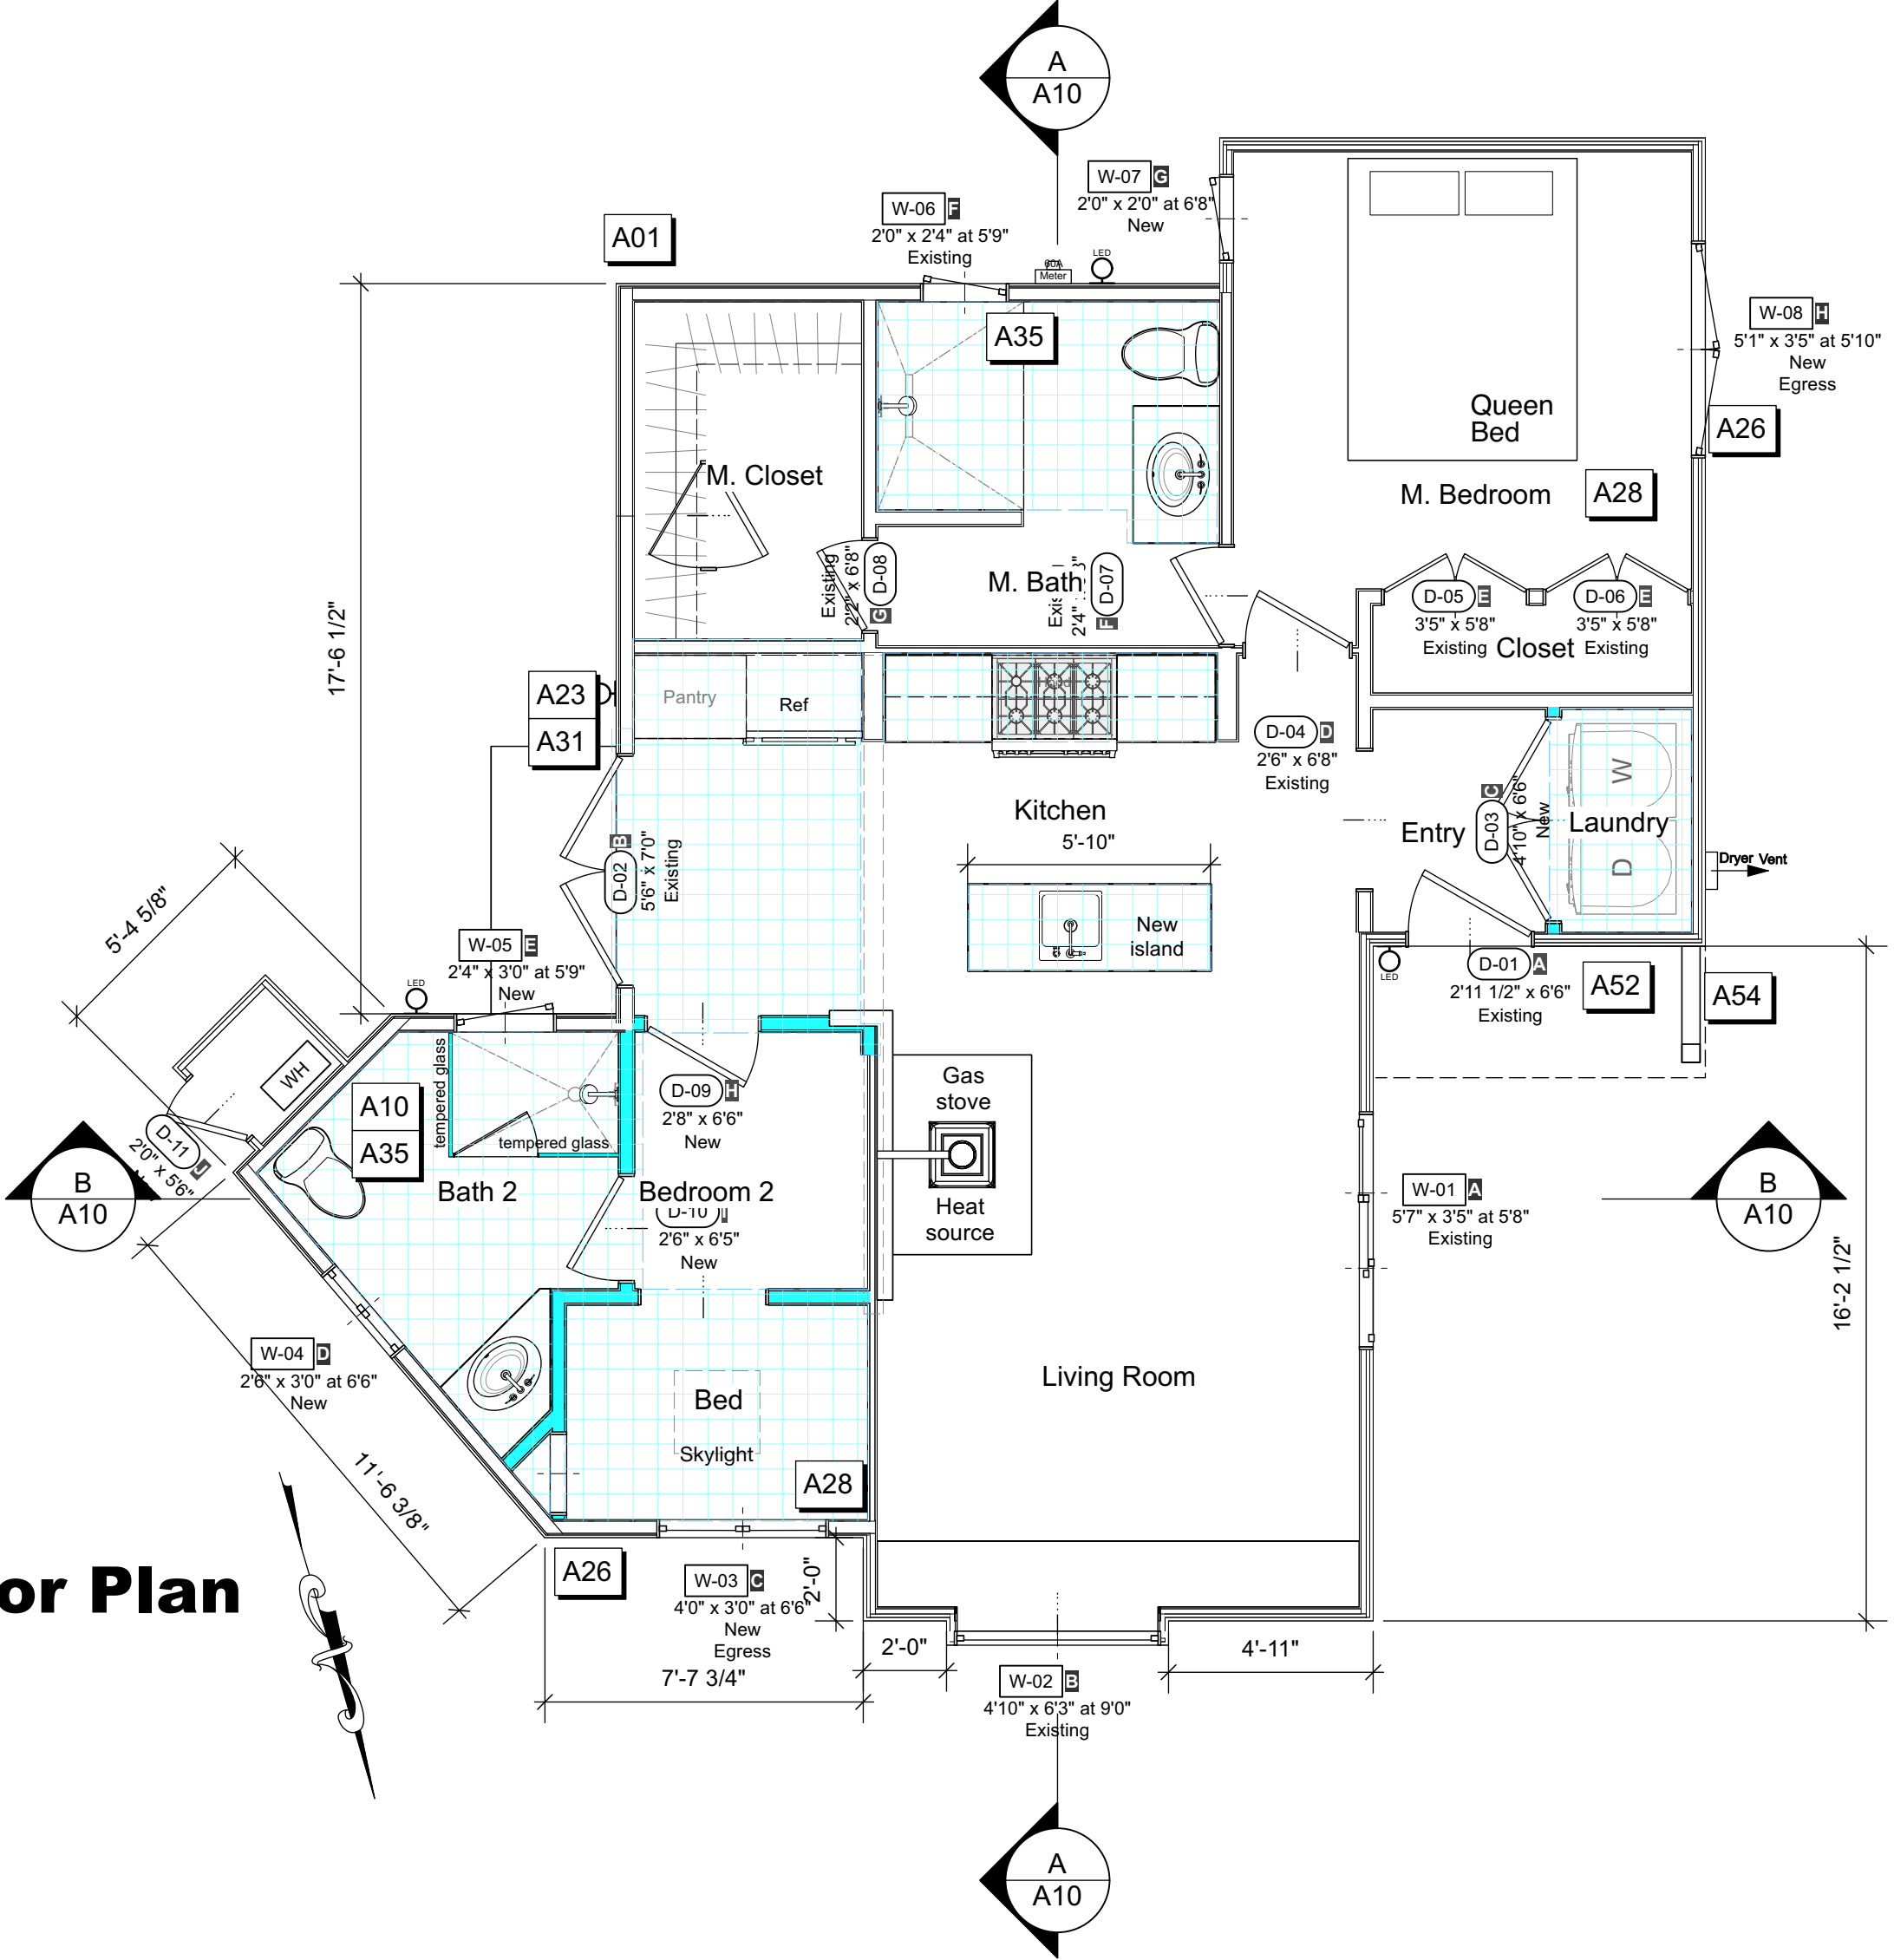 A
A10
W-07 G
2'0" x 2'0" at 6'8"
New
W-06 F
2'0" x 2'4" at 5'9"
Existing
A01
60A
Meter
LED
A35
W-08 H
5'1" x 3'5" at 5'10"
New
Egress
A26
Queen
Bed
M. Closet
M. Bedroom
A28
Existing
2'2" x 6'8"
D-08
G
M. Bath
2'4"
D-07
F
D-05 E
3'5" x 5'8"
Existing
D-06 E
3'5" x 5'8"
Existing
Closet
17'-6 1/2"
A23
A31
Pantry
Ref
D-04 D
2'6" x 6'8"
Existing
Kitchen
5'-10"
Entry
D-03
C
4'10" x 6'6"
New
Laundry
W
D
Dryer Vent
D-02
B
5'6" x 7'0"
Existing
New
island
5'-4 5/8"
W-05 E
2'4" x 3'0" at 5'9"
New
LED
LED
D-01 A
2'11 1/2" x 6'6"
Existing
A52
A54
WH
tempered glass
tempered glass
A10
A35
D-09 H
2'8" x 6'6"
New
Gas
stove
Heat
source
D-11
2'0" x 5'6"
B
A10
Bath 2
Bedroom 2
D-10
2'6" x 6'5"
New
W-01 A
5'7" x 3'5" at 5'8"
Existing
B
A10
16'-2 1/2"
W-04 D
2'6" x 3'0" at 6'6"
New
Living Room
Bed
Skylight
A28
11'-6 3/8"
or Plan
A26
W-03 C
4'0" x 3'0" at 6'6"
New
Egress
2'-0"
7'-7 3/4"
2'-0"
4'-11"
W-02 B
4'10" x 6'3" at 9'0"
Existing
A
A10